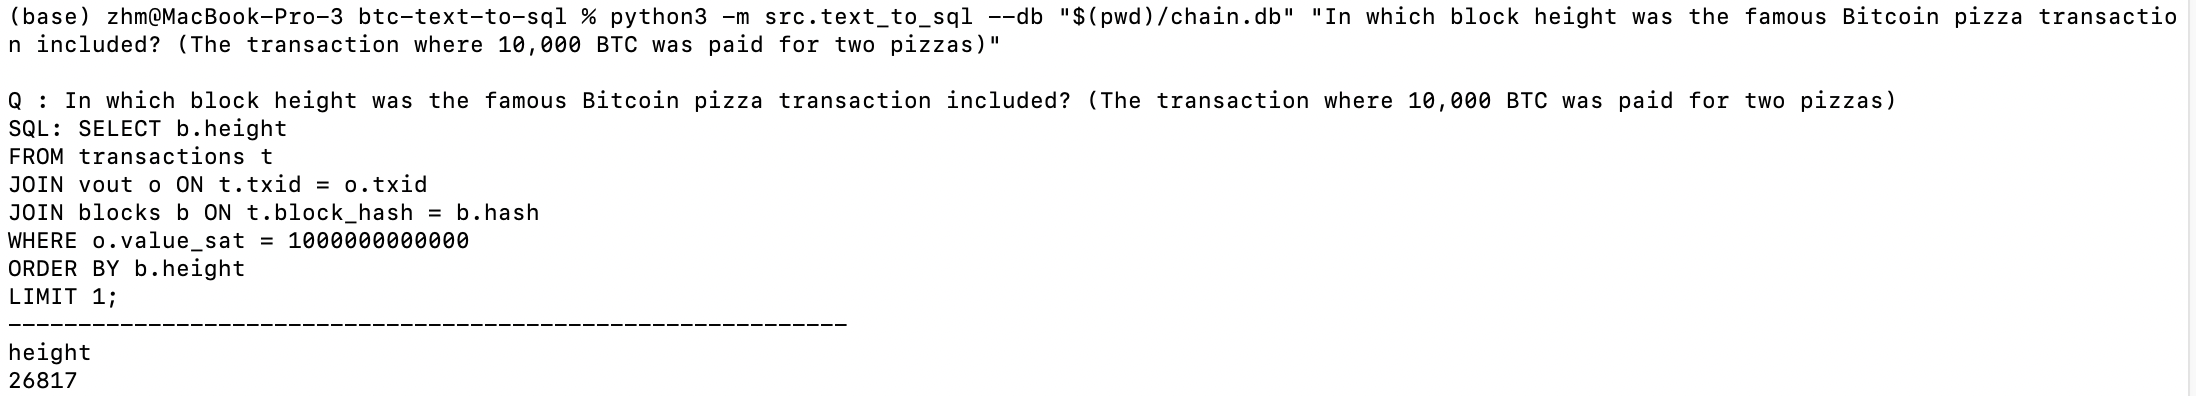 (base) zhm@MacBook-Pro-3 btc-text-to-sql % python3 -m src.text_to_sql --db "$(pwd)/chain.db" "In which block height was the famous Bitcoin pizza transactio
n included? (The transaction where 10,000 BTC was paid for two pizzas)"
Q : In which block height was the famous Bitcoin pizza transaction included? (The transaction where 10,000 BTC was paid for two pizzas)
SQL: SELECT b.height
FROM transactions t
JOIN vout o ON t.txid = o.txid
JOIN blocks b ON t.block_hash = b.hash
WHERE o.value_sat = 1000000000000
ORDER BY b.height
LIMIT 1;
------------------------------------------------------------
height
26817